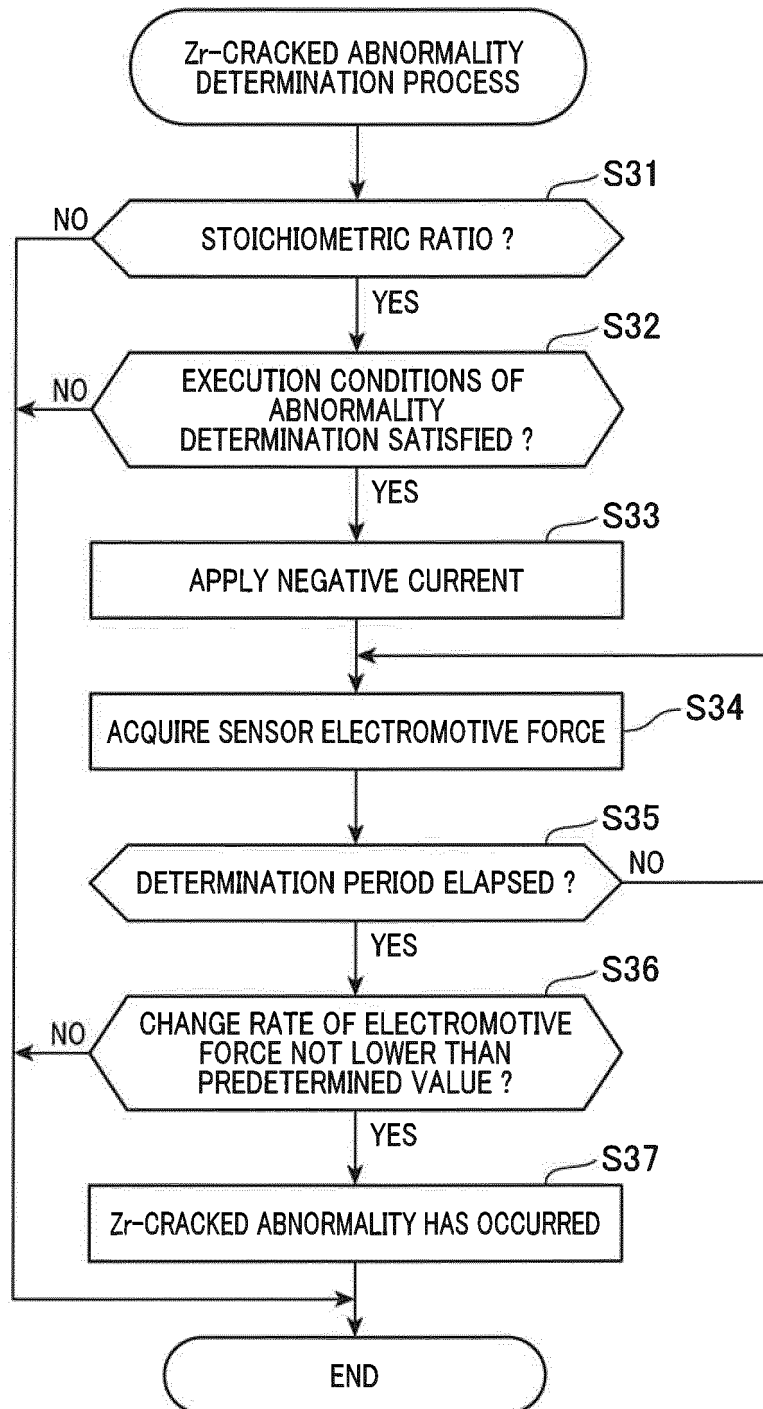 Zr-CRACKED ABNORMALITY
DETERMINATION PROCESS
S31
NO
STOICHIOMETRIC RATIO ?
YES
S32
NO
EXECUTION CONDITIONS OF
ABNORMALITY
DETERMINATION SATISFIED ?
YES
S33
APPLY NEGATIVE CURRENT
S34
ACQUIRE SENSOR ELECTROMOTIVE FORCE
S35
DETERMINATION PERIOD ELAPSED ?
NO
YES
S36
NO
CHANGE RATE OF ELECTROMOTIVE
FORCE NOT LOWER THAN
PREDETERMINED VALUE ?
YES
S37
Zr-CRACKED ABNORMALITY HAS OCCURRED
END